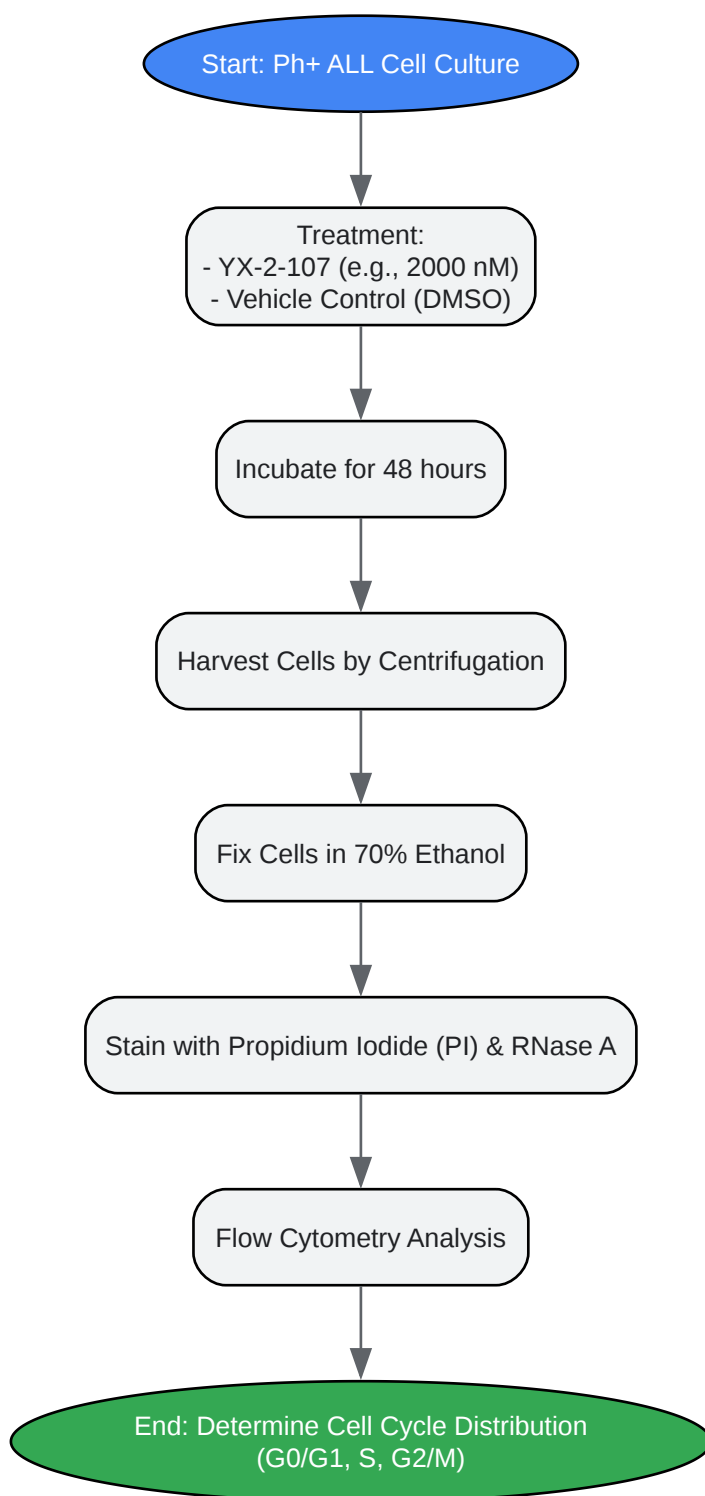 Start: Ph+ ALL Cell Culture
Treatment:
- YX-2-107 (e.g., 2000 nM)
- Vehicle Control (DMSO)
Incubate for 48 hours
Harvest Cells by Centrifugation
Fix Cells in 70% Ethanol
Stain with Propidium Iodide (PI) & RNase A
Flow Cytometry Analysis
End: Determine Cell Cycle Distribution
(G0/G1, S, G2/M)